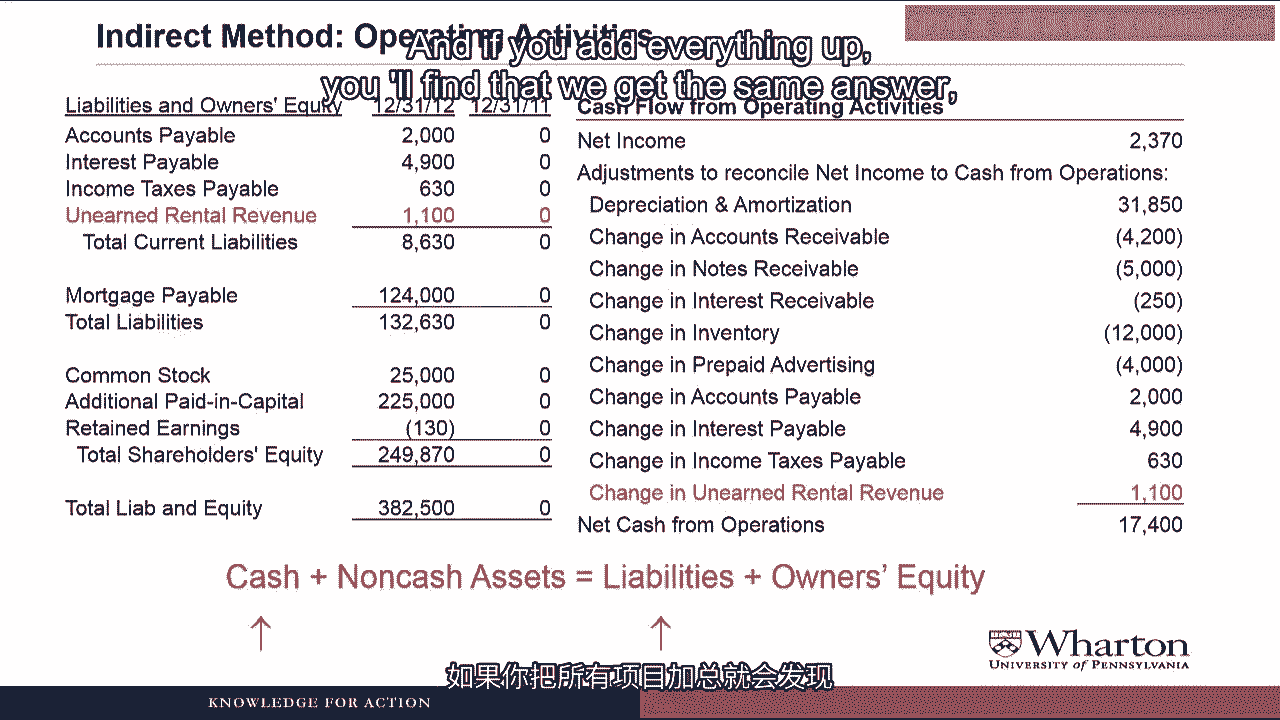 Indirect Method: Operating Activities
And if you add everything up,
you 'll find that we get the same answer,
Liabilities and Owners' Equity 12/31/12 12/31/11
Accounts Payable 2,000 0
Interest Payable 4,900 0
Income Taxes Payable 630 0
Unearned Rental Revenue 1,100 0
Total Current Liabilities 8,630 0
Mortgage Payable 124,000 0
Total Liabilities 132,630 0
Common Stock 25,000 0
Additional Paid-in-Capital 225,000 0
Retained Earnings (130) 0
Total Shareholders' Equity 249,870 0
Total Liab and Equity 382,500 0
Cash Flow from Operating Activities
Net Income 2,370
Adjustments to reconcile Net Income to Cash from Operations:
Depreciation & Amortization 31,850
Change in Accounts Receivable (4,200)
Change in Notes Receivable (5,000)
Change in Interest Receivable (250)
Change in Inventory (12,000)
Change in Prepaid Advertising (4,000)
Change in Accounts Payable 2,000
Change in Interest Payable 4,900
Change in Income Taxes Payable 630
Change in Unearned Rental Revenue 1,100
Net Cash from Operations 17,400
Cash + Noncash Assets = Liabilities + Owners' Equity
↑ ↑
Wharton
UNIVERSITY of PENNSYLVANIA
如果你把所有项目加总就会发现
KNOWLEDGE FOR ACTION